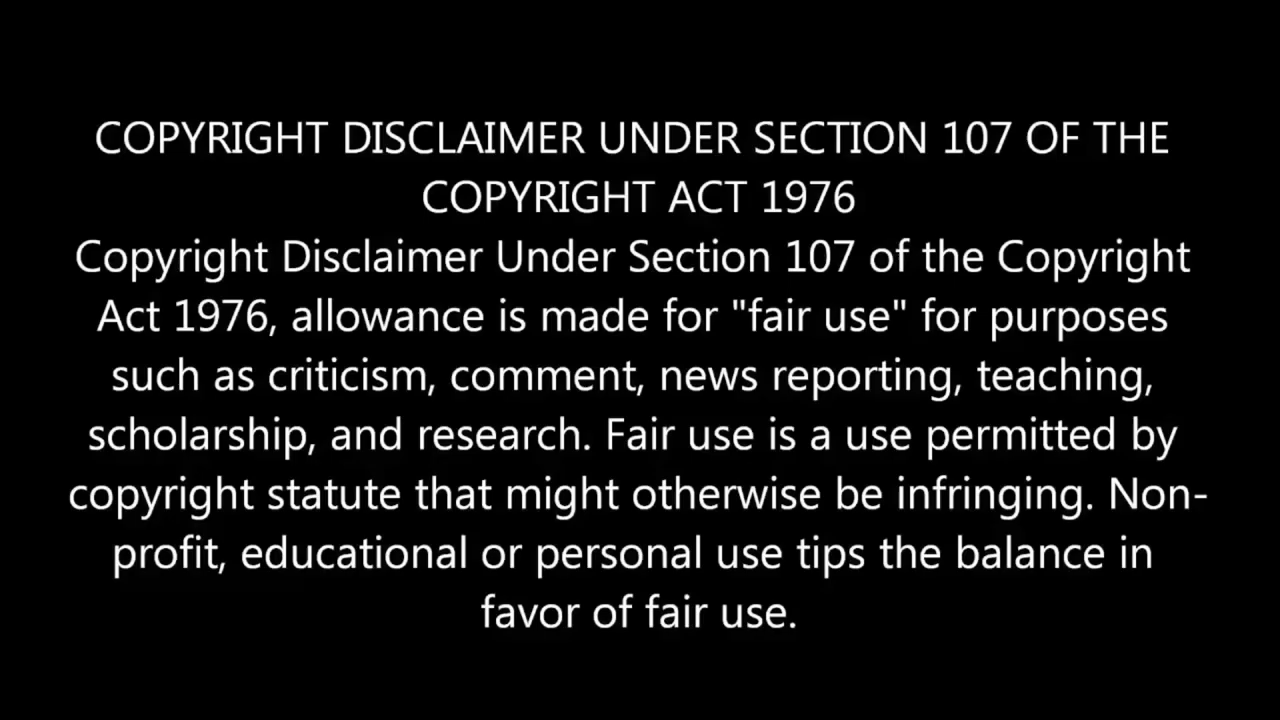 COPYRIGHT DISCLAIMER UNDER SECTION 107 OF THE
COPYRIGHT ACT 1976
Copyright Disclaimer Under Section 107 of the Copyright
Act 1976, allowance is made for "fair use" for purposes
such as criticism, comment, news reporting, teaching,
scholarship, and research. Fair use is a use permitted by
copyright statute that might otherwise be infringing. Non-
profit, educational or personal use tips the balance in
favor of fair use.